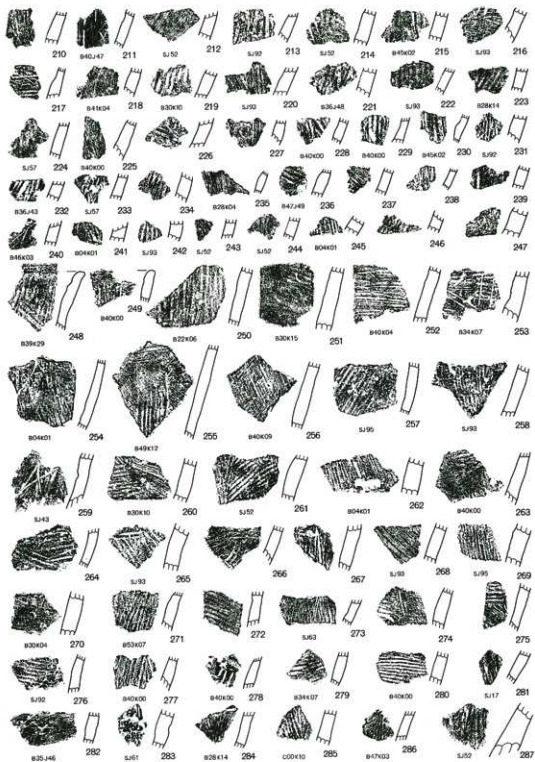 210 B40J47 211 SJ52 212 SJ92 213 SJ52 214 B45K02 215 SJ93 216
217 B41K04 218 B30K10 219 SJ93 220 B36J48 221 SJ93 222 B28K14 223
SJ57 224 B40K00 225 226 227 B40K00 228 B40K00 229 B45K02 230 SJ92 231
B36J43 232 SJ57 233 234 B28K04 235 B47J49 236 237 238 239
B46K03 240 B04K01 241 SJ93 242 SJ52 243 SJ52 244 B04K01 245 246 247
B39K29 248 B40K00 249 B22K06 250 B30K15 251 B40K04 252 B34K07 253
B04K01 254 B49K12 255 B40K09 256 SJ95 257 SJ93 258
SJ43 259 B30K10 260 SJ52 261 B04K01 262 B40K00 263
264 SJ93 265 266 267 SJ93 268 SJ95 269
B30K04 270 B53K07 271 272 SJ63 273 274 275
SJ92 276 B40K00 277 B40K00 278 B34K07 279 B40K00 280 SJ17 281
B35J46 282 SJ61 283 B28K14 284 C00K10 285 B47K03 286 SJ52 287